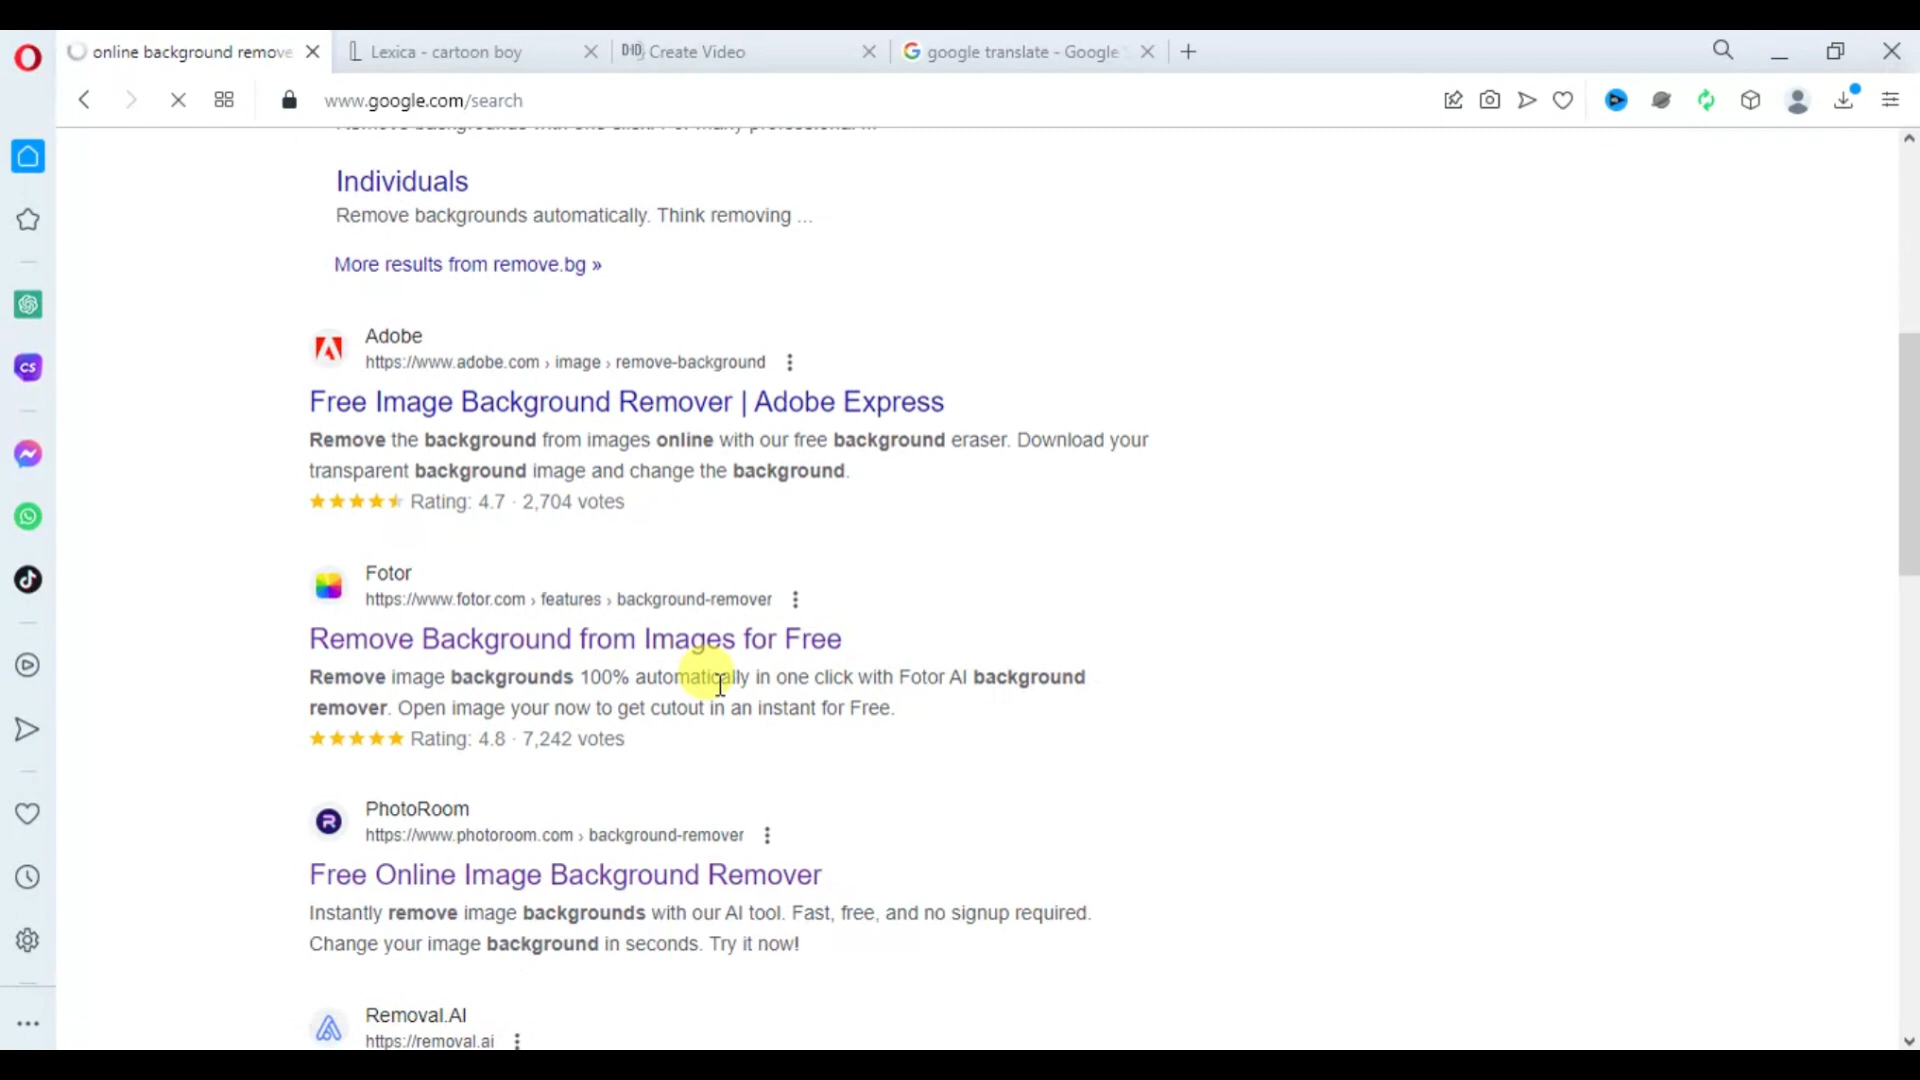 online background remove
Lexica - cartoon boy
D-ID Create Video
google translate - Google
www.google.com/search
Individuals
Remove backgrounds automatically. Think removing ...
More results from remove.bg »
Adobe
https://www.adobe.com › image › remove-background
Free Image Background Remover | Adobe Express
Remove the background from images online with our free background eraser. Download your
transparent background image and change the background.
Rating: 4.7 · 2,704 votes
Fotor
https://www.fotor.com › features › background-remover
Remove Background from Images for Free
Remove image backgrounds 100% automatically in one click with Fotor AI background
remover. Open image your now to get cutout in an instant for Free.
Rating: 4.8 · 7,242 votes
PhotoRoom
https://www.photoroom.com › background-remover
Free Online Image Background Remover
Instantly remove image backgrounds with our AI tool. Fast, free, and no signup required.
Change your image background in seconds. Try it now!
Removal.AI
https://removal.ai
CS